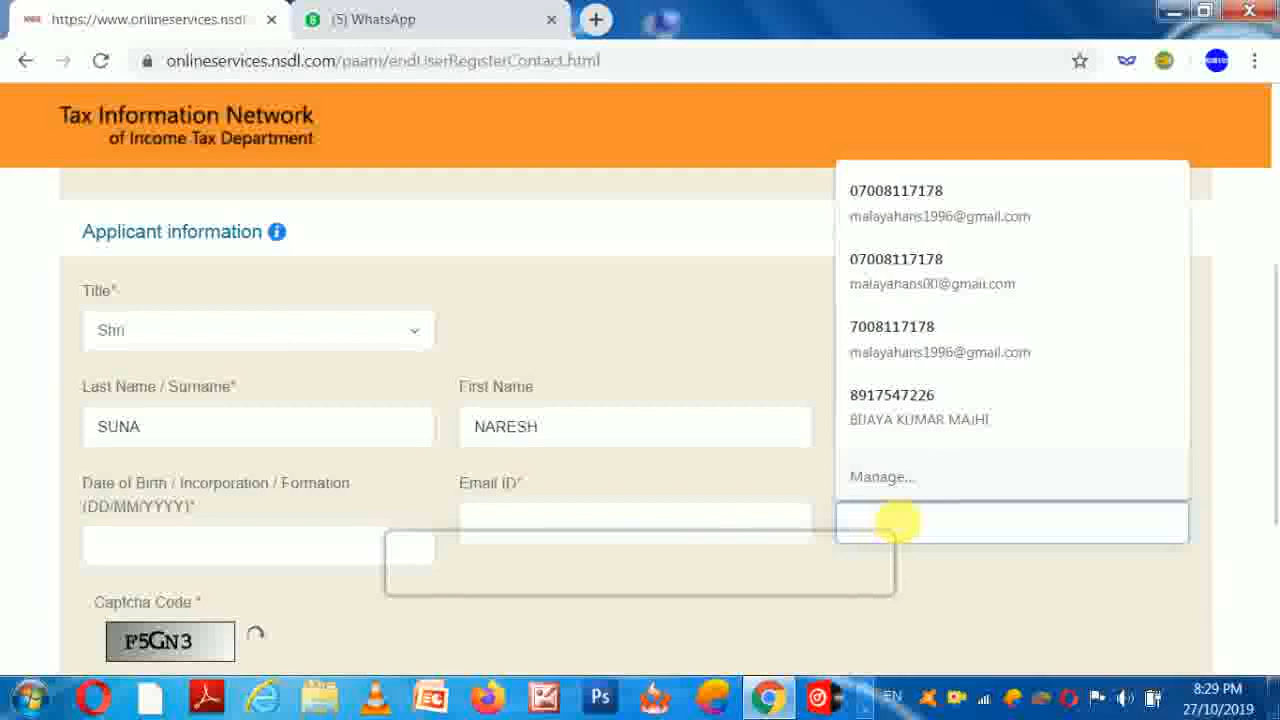 https://www.onlineservices.nsdl.
(5) WhatsApp
onlineservices.nsdl.com/paam/endUserRegisterContact.html
Tax Information Network
of Income Tax Department
07008117178
malayahans1996@gmail.com
07008117178
malayahans00@gmail.com
7008117178
malayahans1996@gmail.com
8917547226
BIJAYA KUMAR MAJHI
Manage...
Applicant information
Title*
Shri
Last Name / Surname*
First Name
SUNA
NARESH
Date of Birth / Incorporation / Formation
(DD/MM/YYYY)*
Email ID*
Captcha Code *
F5GN3
EN
8:29 PM
27/10/2019